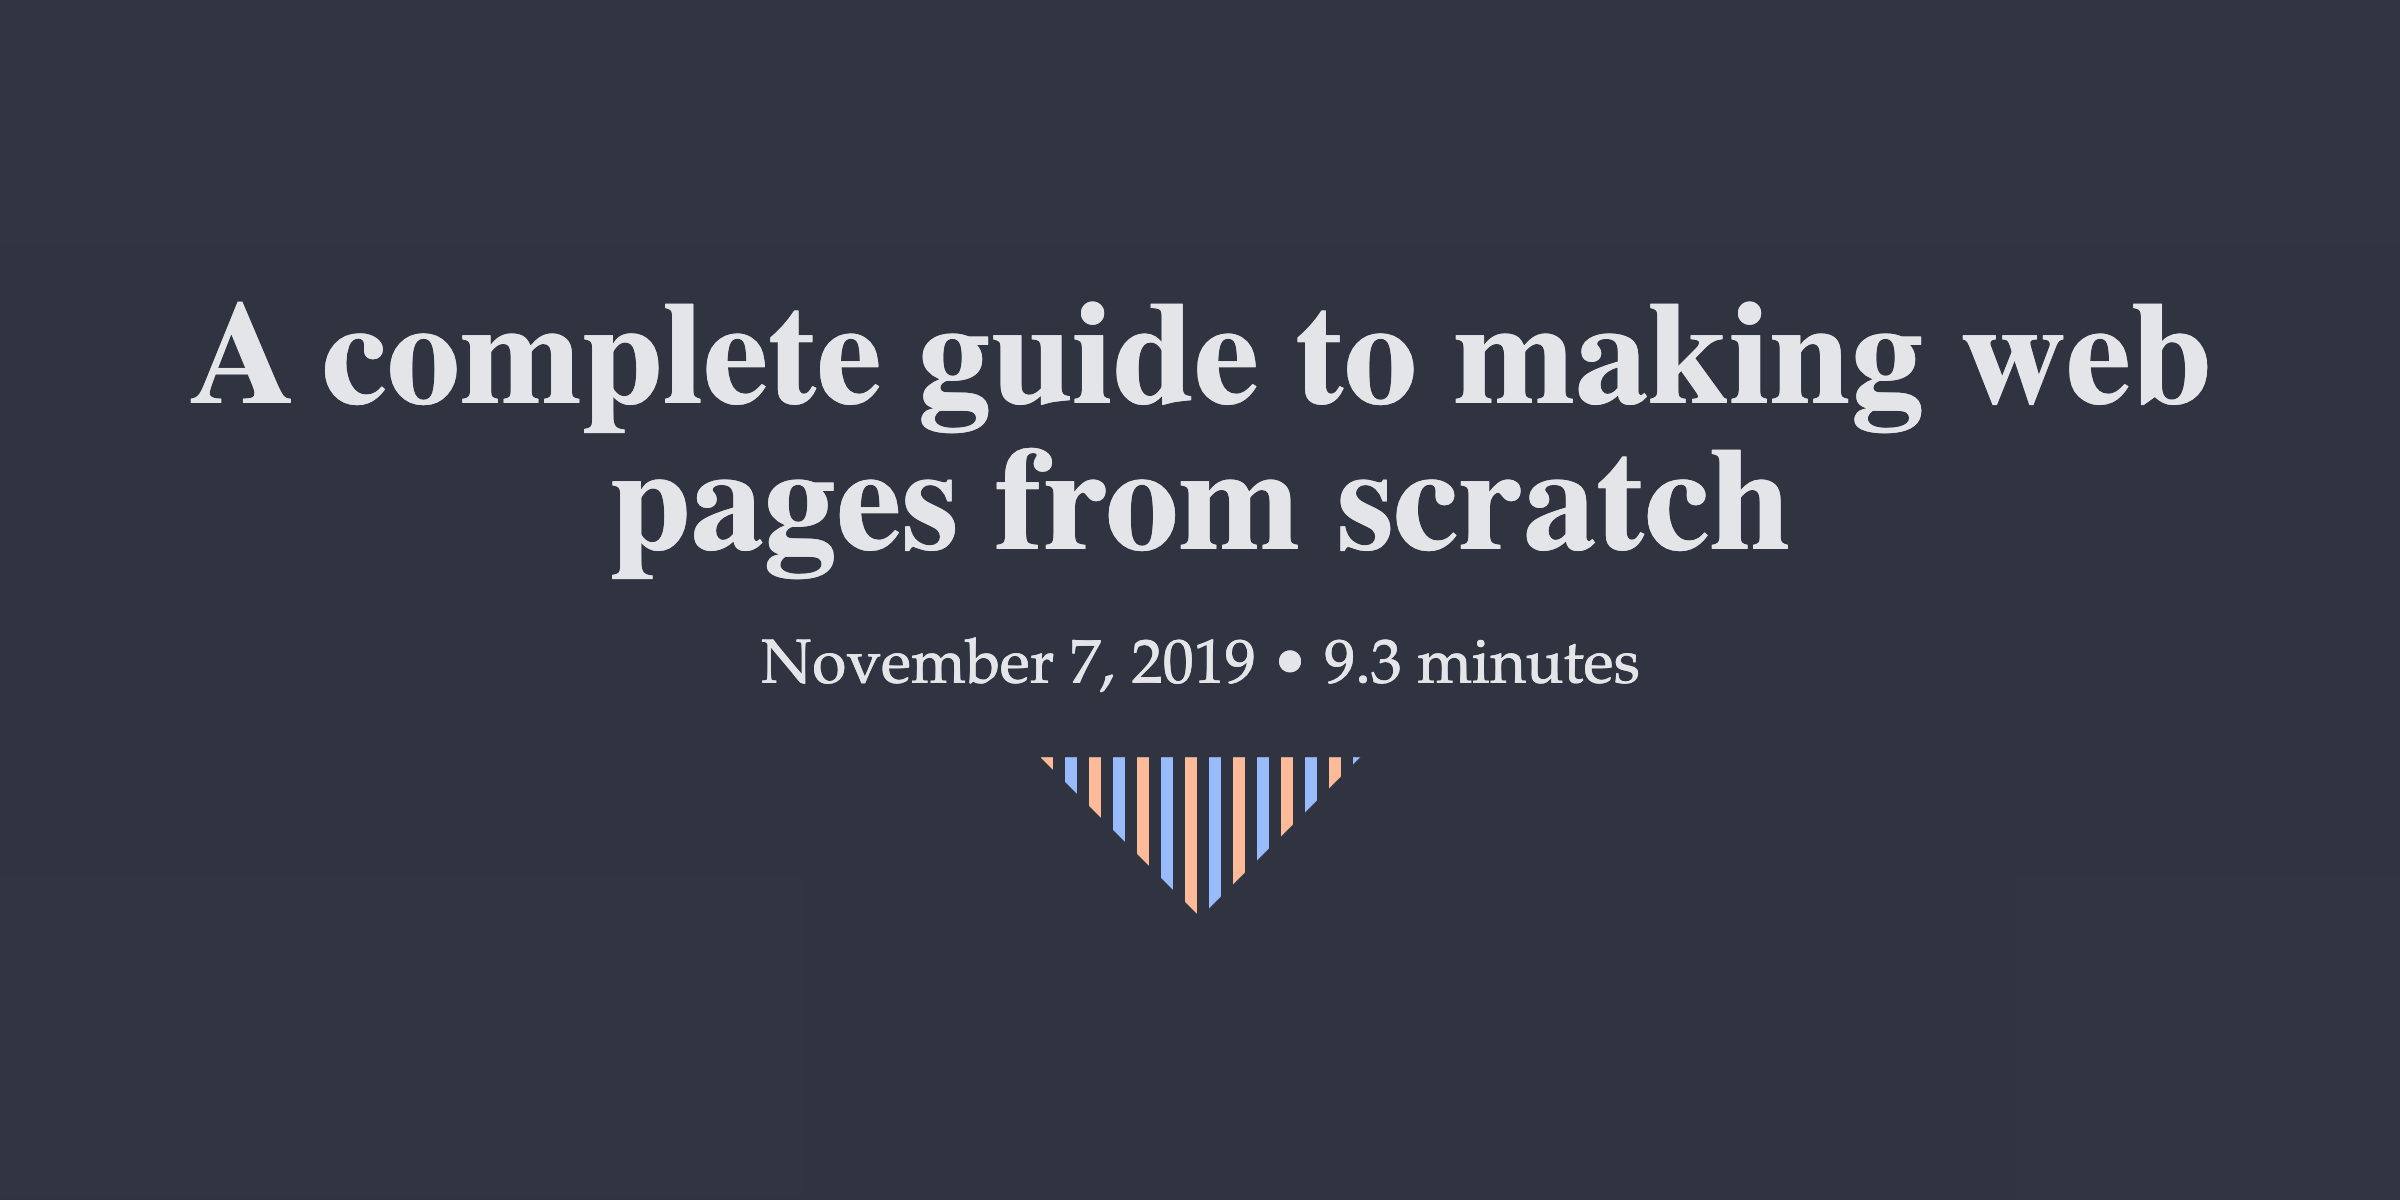 A complete guide to making web
pages from scratch
November 7, 2019 • 9.3 minutes